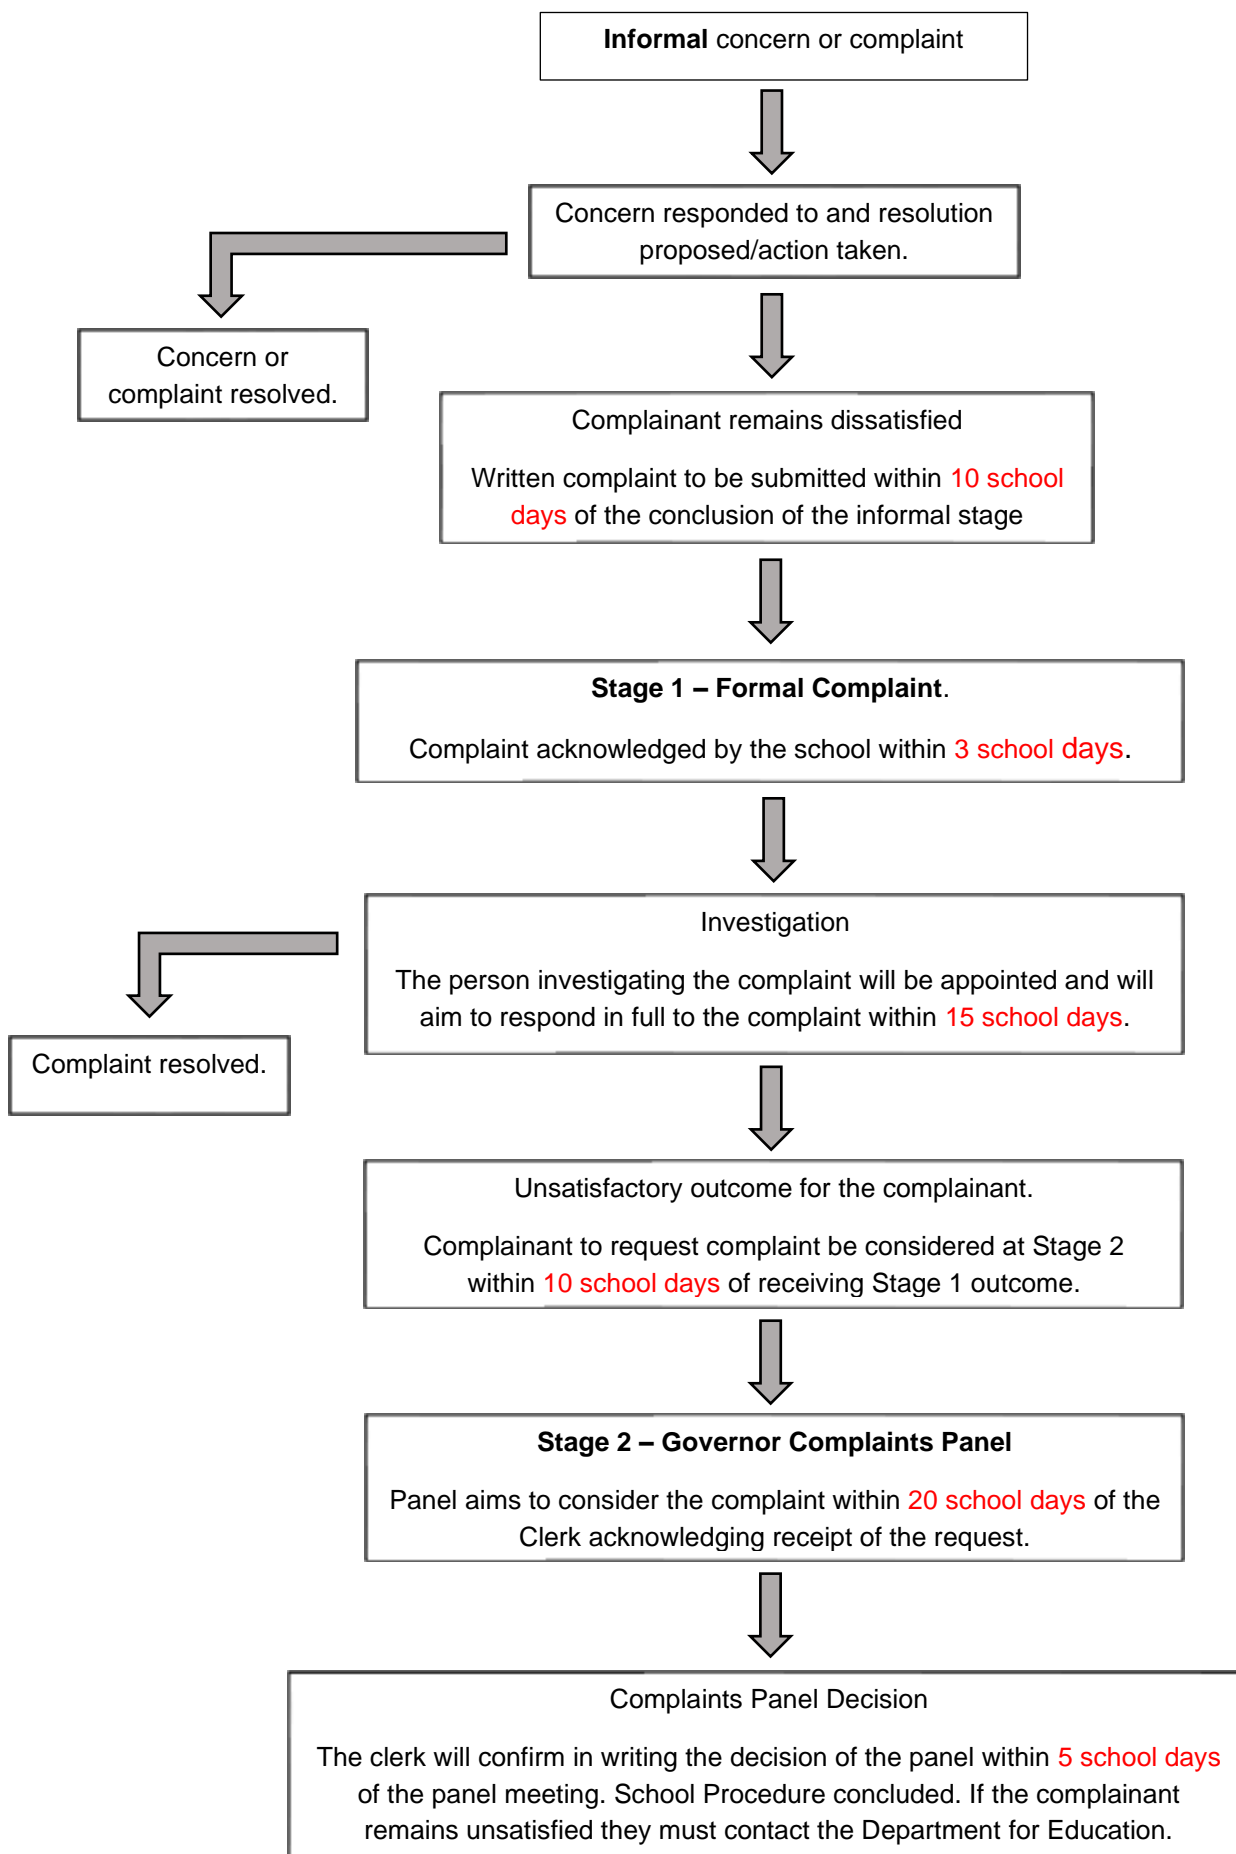 Informal concern or complaint
Concern responded to and resolution
proposed/action taken.
Concern or
complaint resolved.
Complainant remains dissatisfied
Written complaint to be submitted within 10 school
days of the conclusion of the informal stage
Stage 1 – Formal Complaint.
Complaint acknowledged by the school within 3 school days.
Investigation
The person investigating the complaint will be appointed and will
aim to respond in full to the complaint within 15 school days.
Complaint resolved.
Unsatisfactory outcome for the complainant.
Complainant to request complaint be considered at Stage 2
within 10 school days of receiving Stage 1 outcome.
Stage 2 – Governor Complaints Panel
Panel aims to consider the complaint within 20 school days of the
Clerk acknowledging receipt of the request.
Complaints Panel Decision
The clerk will confirm in writing the decision of the panel within 5 school days
of the panel meeting. School Procedure concluded. If the complainant
remains unsatisfied they must contact the Department for Education.